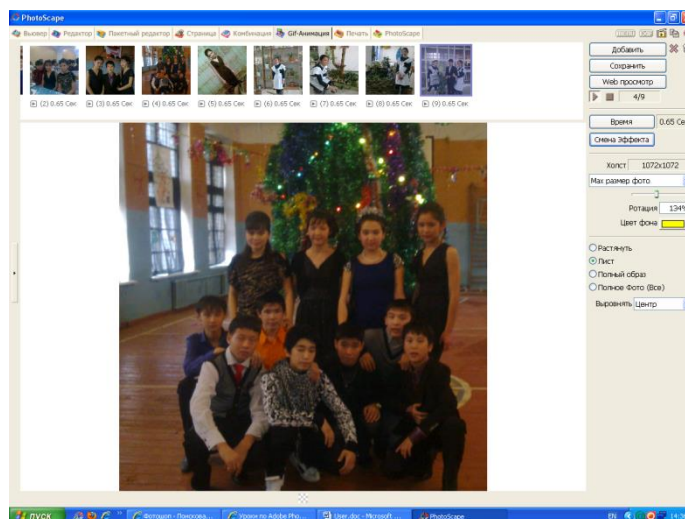 PhotoScape
Вьювер Редактор Пакетный редактор Страница Комбинация Gif-Анимация Печать PhotoScape
(2) 0.65 Сек (3) 0.65 Сек (4) 0.65 Сек (5) 0.65 Сек (6) 0.65 Сек (7) 0.65 Сек (8) 0.65 Сек (9) 0.65 Сек
Добавить
Сохранить
Web просмотр
4/9
Время 0.65 Се
Смена Эффекта
Холст 1072x1072
Мах размер фото
Ротация 134%
Цвет фона
Растянуть
Лист
Полный образ
Полное Фото (Все)
Выровнять Центр
пуск Фотошоп - Поискова... Уроки по Adobe Pho... User.doc - Microsoft ... PhotoScape EN 14:36